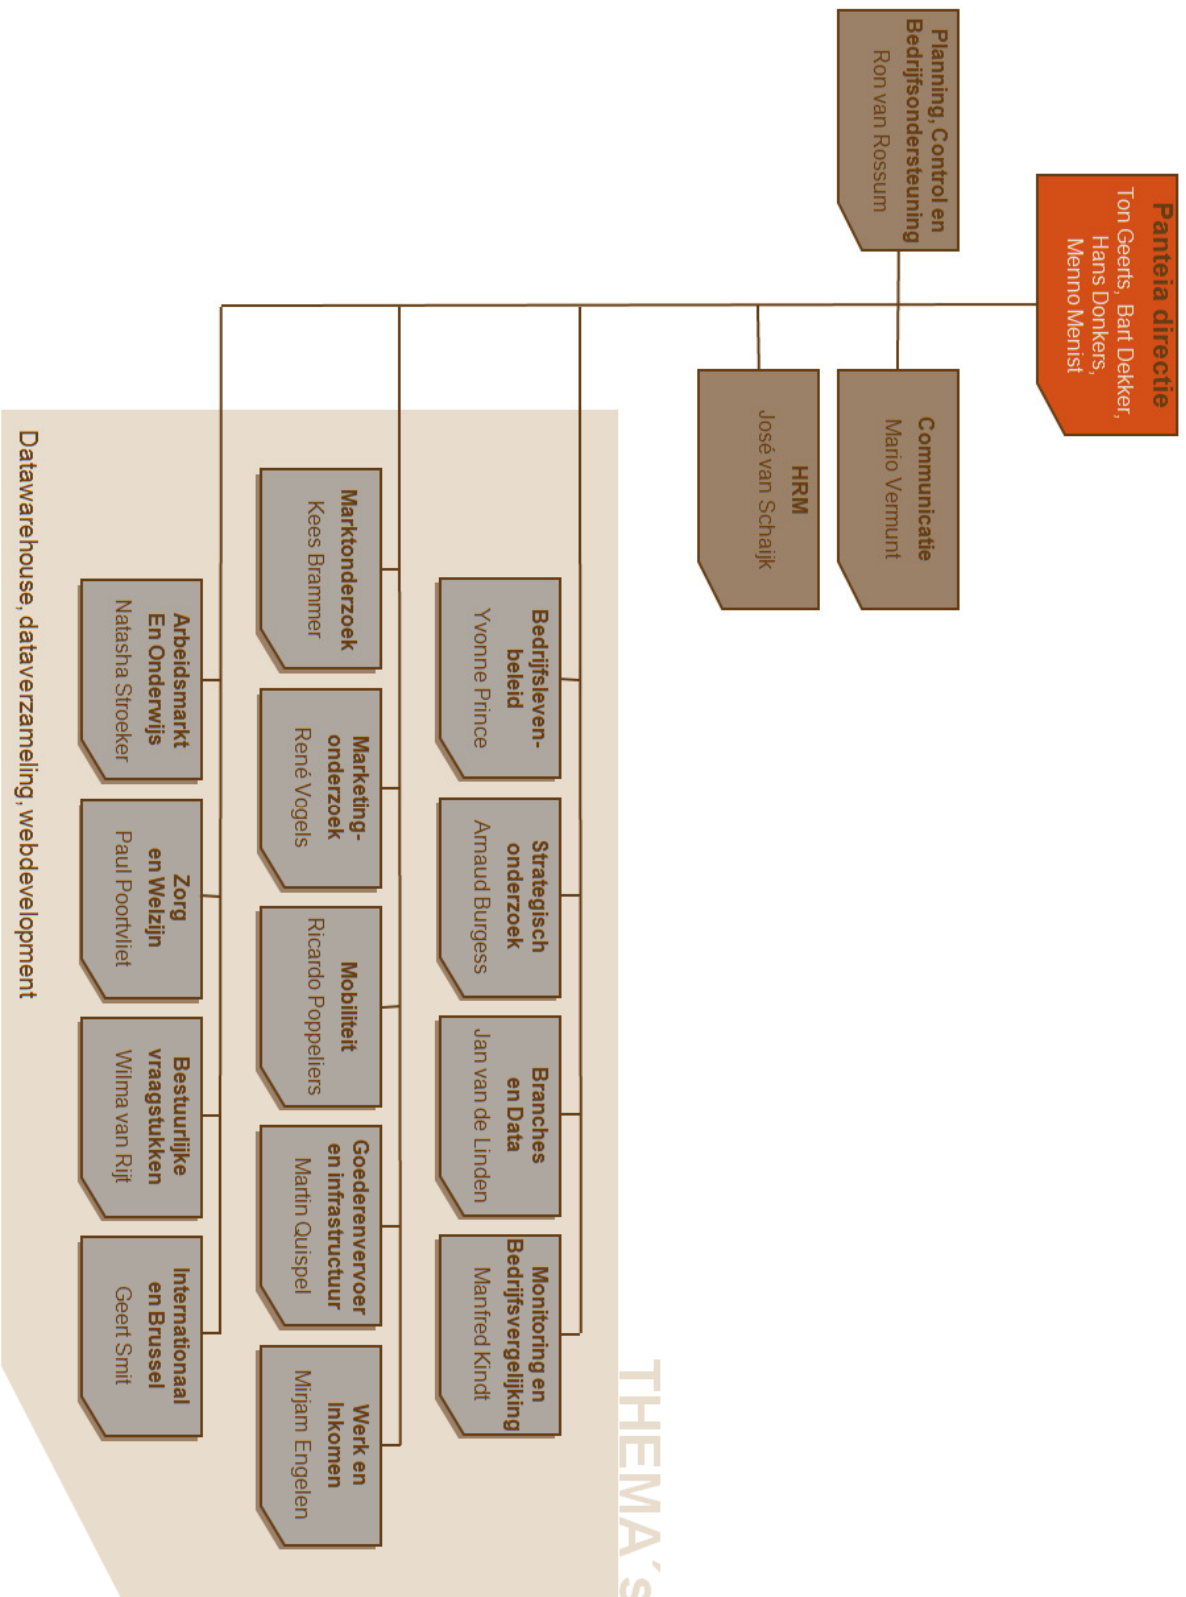 Panteia directie
Ton Geerts, Bart Dekker,
Hans Donkers,
Menno Menist
Planning, Control en
Bedrijfsondersteuning
Ron van Rossum
Communicatie
Mario Vermunt
HRM
José van Schaijk
THEMA´s
Bedrijfsleven-
beleid
Yvonne Prince
Strategisch
onderzoek
Arnaud Burgess
Branches
en Data
Jan van de Linden
Monitoring en
Bedrijfsvergelijking
Manfred Kindt
Marktonderzoek
Kees Brammer
Marketing-
onderzoek
René Vogels
Mobiliteit
Ricardo Poppeliers
Goederenvervoer
en infrastructuur
Martin Quispel
Werk en
Inkomen
Mirjam Engelen
Arbeidsmarkt
En Onderwijs
Natasha Stroeker
Zorg
en Welzijn
Paul Poortvliet
Bestuurlijke
vraagstukken
Wilma van Rijt
Internationaal
en Brussel
Geert Smit
Datawarehouse, dataverzameling, webdevelopment